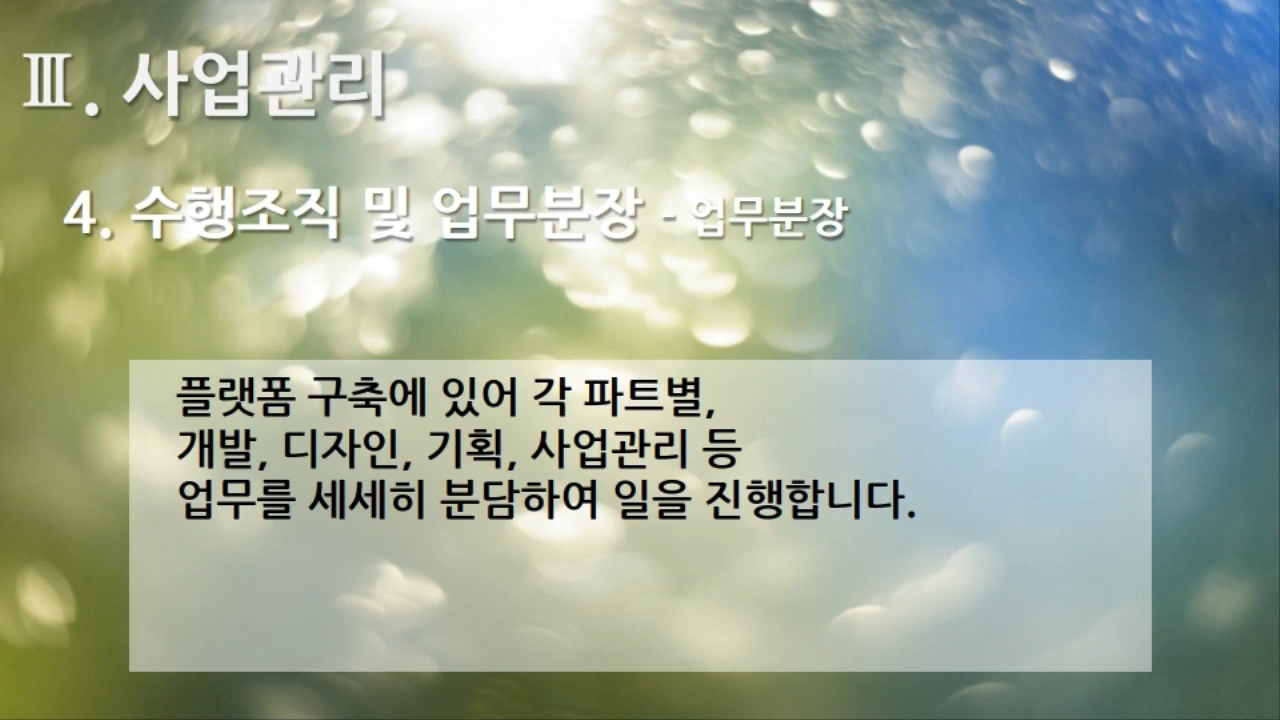 Ⅲ. 사업관리
4. 수행조직 및 업무분장 - 업무분장
플랫폼 구축에 있어 각 파트별,
개발, 디자인, 기획, 사업관리 등
업무를 세세히 분담하여 일을 진행합니다.